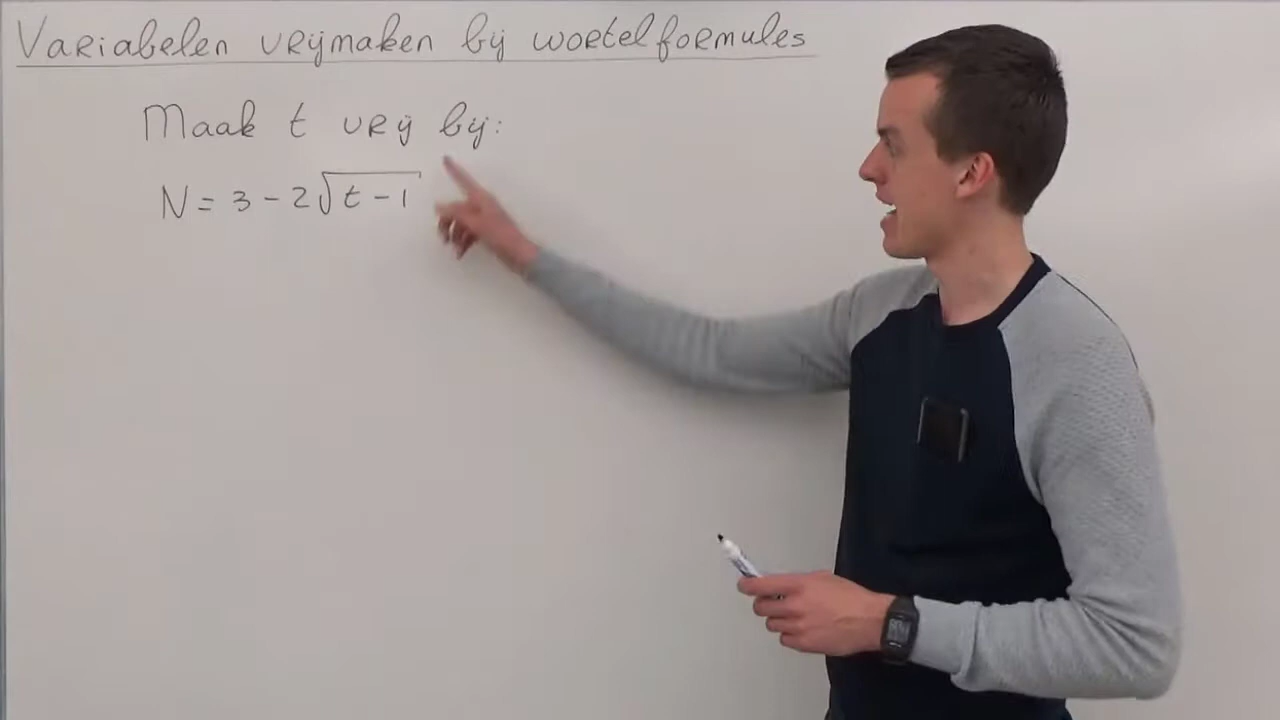 Variabelen vrijmaken bij wortelformules
Maak t vrij bij:
N = 3 - 2√(t - 1)